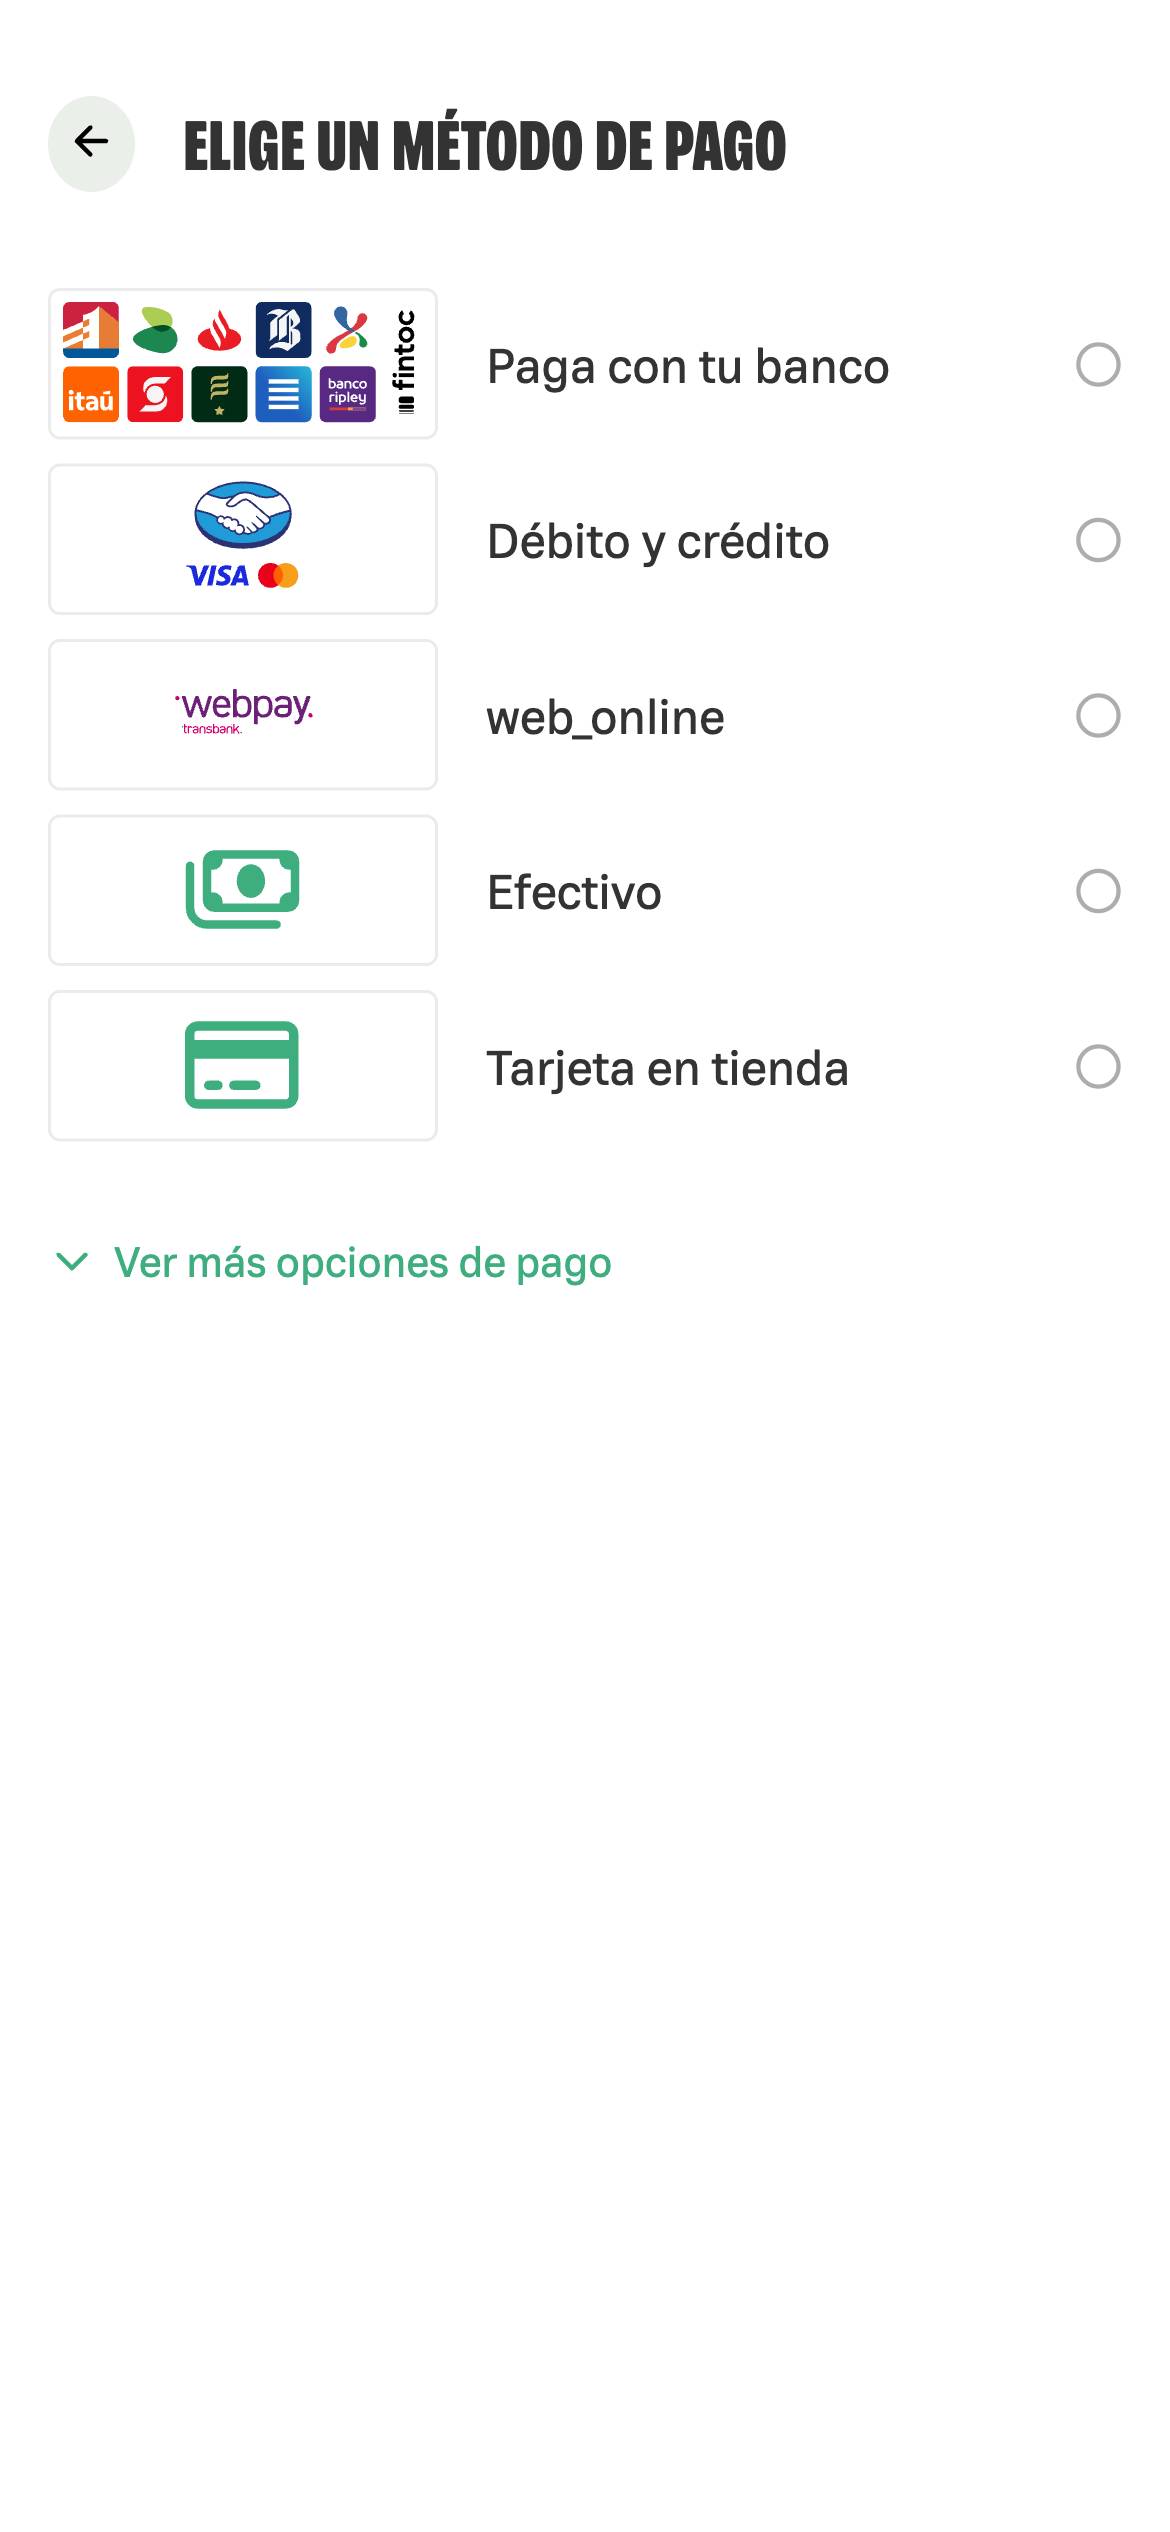 ELIGE UN MÉTODO DE PAGO
itaú
banco
ripley
fintoc
Paga con tu banco
VISA
Débito y crédito
webpay.
transbank.
web_online
Efectivo
Tarjeta en tienda
Ver más opciones de pago